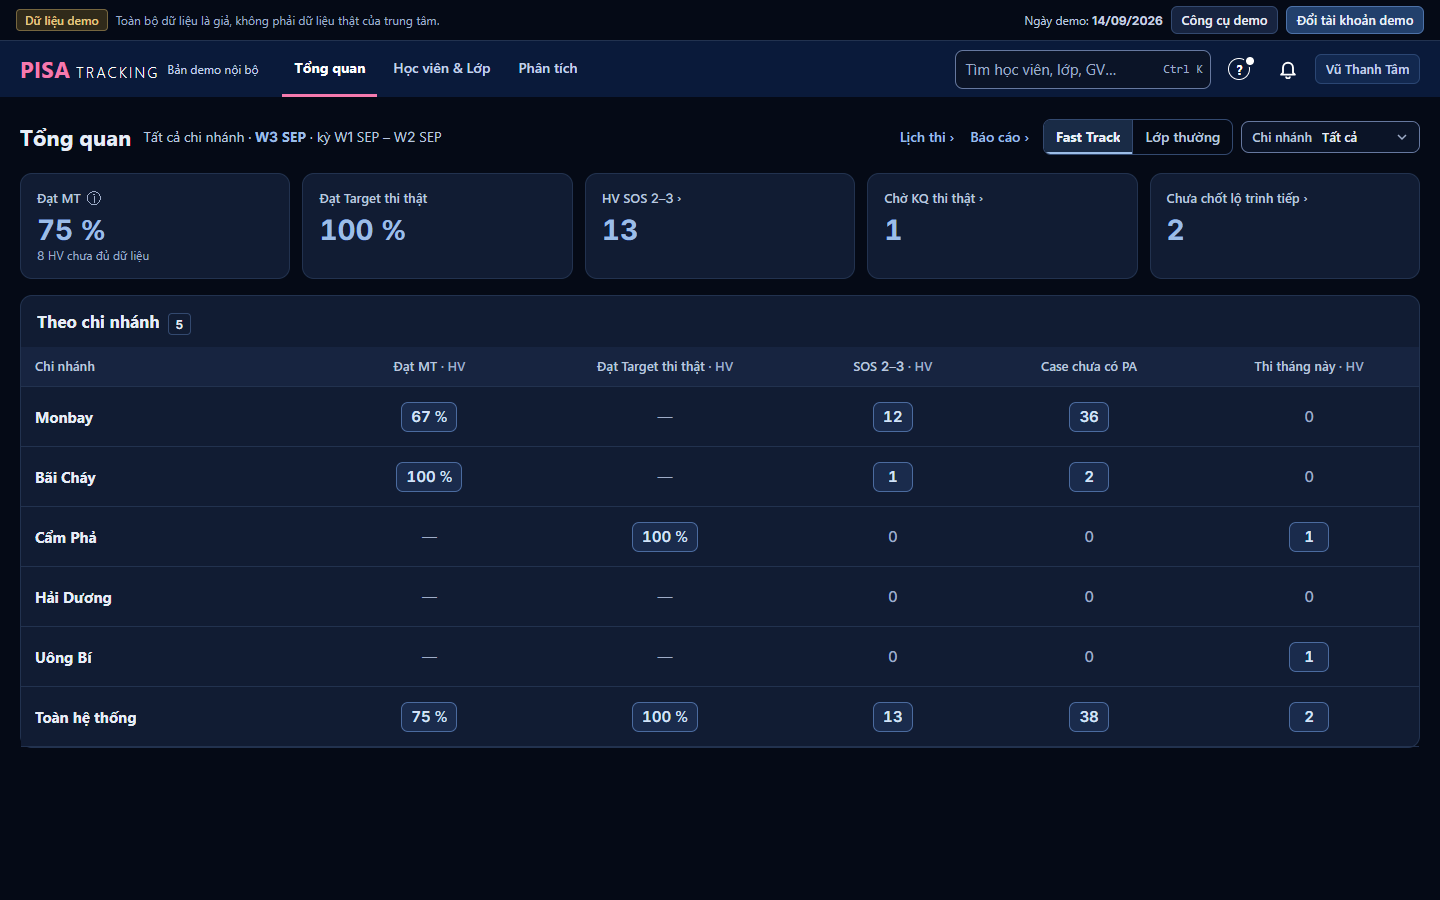 Dữ liệu demo Toàn bộ dữ liệu là giả, không phải dữ liệu thật của trung tâm. Ngày demo: 14/09/2026 Công cụ demo Đổi tài khoản demo
PISA TRACKING Bản demo nội bộ Tổng quan Học viên & Lớp Phân tích Tìm học viên, lớp, GV... Ctrl K ? Vũ Thanh Tâm
Tổng quan Tất cả chi nhánh · W3 SEP · kỳ W1 SEP – W2 SEP Lịch thi › Báo cáo › Fast Track Lớp thường Chi nhánh Tất cả
Đạt MT ⓘ Đạt Target thi thật HV SOS 2–3 › Chờ KQ thi thật › Chưa chốt lộ trình tiếp ›
75 % 100 % 13 1 2
8 HV chưa đủ dữ liệu
Theo chi nhánh 5
Chi nhánh Đạt MT · HV Đạt Target thi thật · HV SOS 2–3 · HV Case chưa có PA Thi tháng này · HV
Monbay 67 % — 12 36 0
Bãi Cháy 100 % — 1 2 0
Cẩm Phả — 100 % 0 0 1
Hải Dương — — 0 0 0
Uông Bí — — 0 0 1
Toàn hệ thống 75 % 100 % 13 38 2